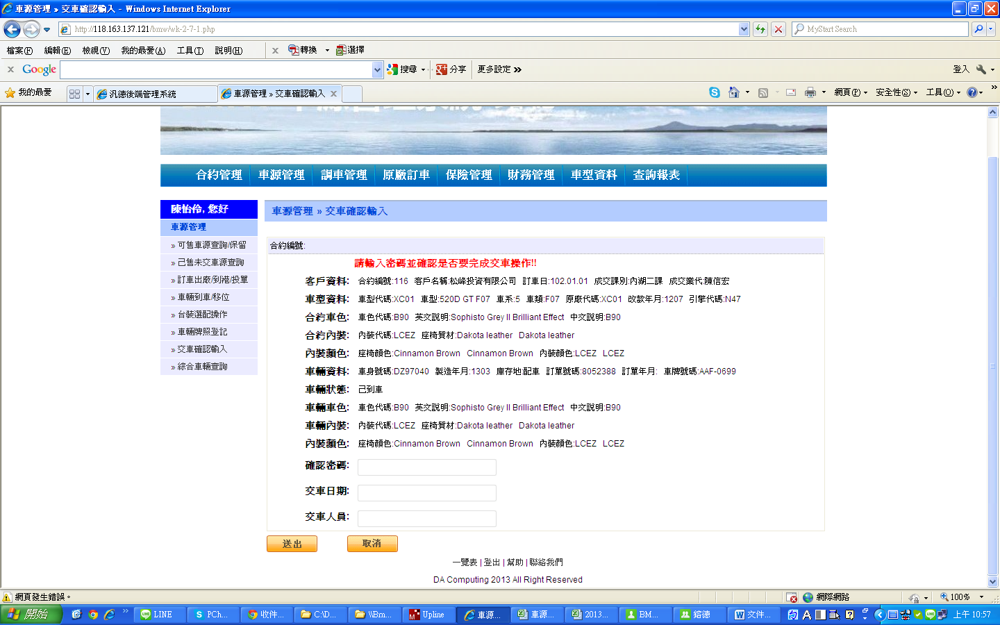 車源管理 » 交車確認輸入 - Windows Internet Explorer
http://118.163.137.121/bmw/wk-2-7-1.php
MyStart Search
檔案(F) 編輯(E) 檢視(V) 我的最愛(A) 工具(T) 說明(H)
轉換 選擇
Google 搜尋 分享 更多設定 » 登入
我的最愛 汎德後端管理系統 車源管理 » 交車確認輸入 網頁(P) 安全性(S) 工具(O)
合約管理 車源管理 調車管理 原廠訂車 保險管理 財務管理 車型資料 查詢報表
陳怡伶, 您好
車源管理
» 可售車源查詢/保留
» 己售未交車源查詢
» 訂車出廠/到港/投單
» 車輛到車/移位
» 台裝選配操作
» 車輛牌照登記
» 交車確認輸入
» 綜合車輛查詢
車源管理 » 交車確認輸入
合約編號:
請輸入密碼並確認是否要完成交車操作!!
客戶資料: 合約編號:116 客戶名稱:松峰投資有限公司 訂車日:102.01.01 成交課別:內湖二課 成交業代:陳信宏
車型資料: 車型代碼:XC01 車型:520D GT F07 車系:5 車類:F07 原廠代碼:XC01 改款年月:1207 引擎代碼:N47
合約車色: 車色代碼:B90 英文說明:Sophisto Grey II Brilliant Effect 中文說明:B90
合約內裝: 內裝代碼:LCEZ 座椅質材:Dakota leather Dakota leather
內裝顏色: 座椅顏色:Cinnamon Brown Cinnamon Brown 內裝顏色:LCEZ LCEZ
車輛資料: 車身號碼:DZ97040 製造年月:1303 庫存地:配車 訂單號碼:8052388 訂單年月: 車牌號碼:AAF-0699
車輛狀態: 己到車
車輛車色: 車色代碼:B90 英文說明:Sophisto Grey II Brilliant Effect 中文說明:B90
車輛內裝: 內裝代碼:LCEZ 座椅質材:Dakota leather Dakota leather
內裝顏色: 座椅顏色:Cinnamon Brown Cinnamon Brown 內裝顏色:LCEZ LCEZ
確認密碼:
交車日期:
交車人員:
送出 取消
一覽表 | 登出 | 幫助 | 聯絡我們
DA Computing 2013 All Right Reserved
網頁發生錯誤。 網際網路 100%
開始 LINE PCh... 收件... C:\D... \\Bm... Upline 車源... 車源... 2013... BM... 鎔德 文件... 上午 10:57